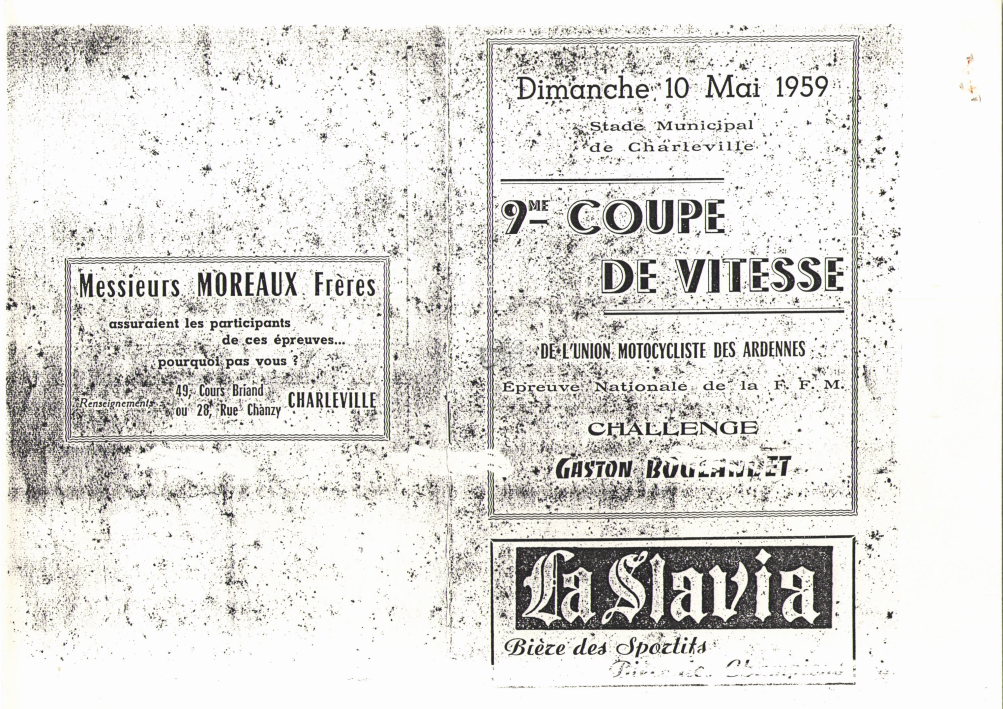 Messieurs MOREAUX Frères
assuraient les participants
de ces épreuves...
pourquoi pas vous ?
Renseignements : 49, Cours Briand
ou 28, Rue Chanzy
CHARLEVILLE
Dimanche 10 Mai 1959
Stade Municipal
de Charleville
9ME COUPE
DE VITESSE
DE L'UNION MOTOCYCLISTE DES ARDENNES
Epreuve Nationale de la F. F. M.
CHALLENGE
GASTON
La Slavia
Bière des Sportifs